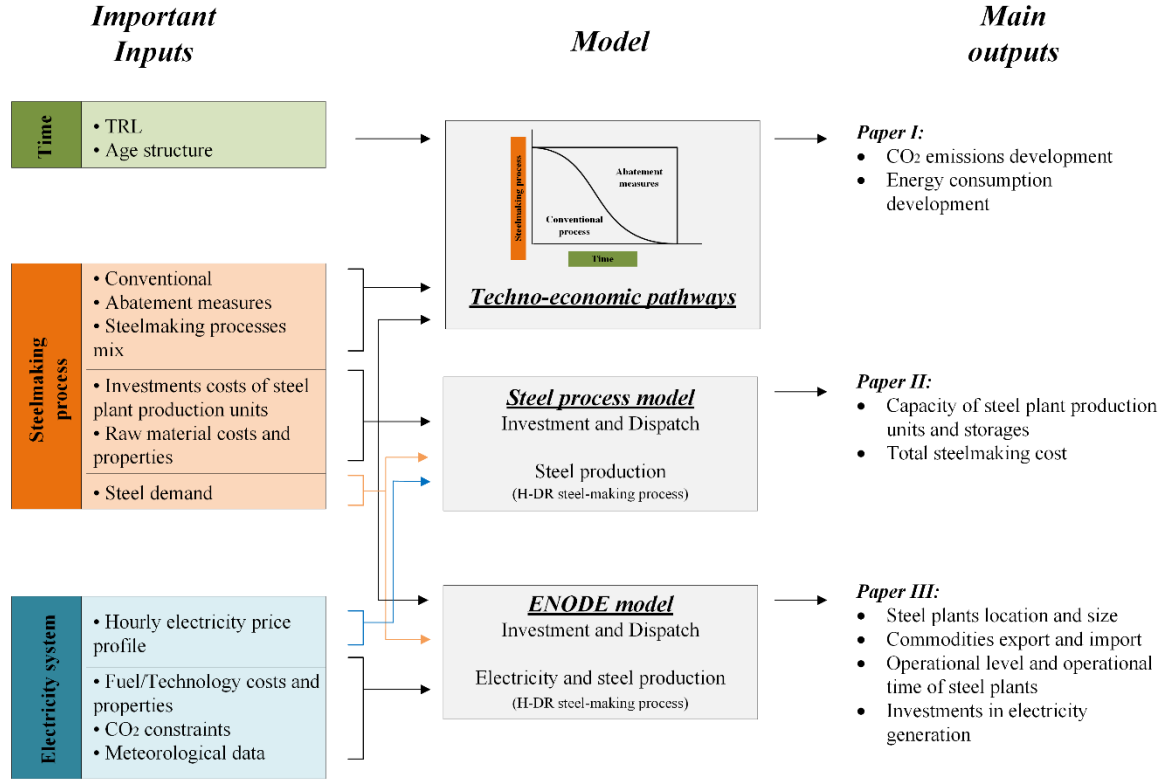 Important
Inputs
Model
Main
outputs
Time
• TRL
• Age structure
Steelmaking process
Abatement
measures
Conventional
process
Time
Techno-economic pathways
Paper I:
• CO₂ emissions development
• Energy consumption
development
Steelmaking
process
• Conventional
• Abatement measures
• Steelmaking processes
mix
• Investments costs of steel
plant production units
• Raw material costs and
properties
• Steel demand
Steel process model
Investment and Dispatch
Steel production
(H-DR steel-making process)
Paper II:
• Capacity of steel plant production
units and storages
• Total steelmaking cost
Electricity system
• Hourly electricity price
profile
• Fuel/Technology costs and
properties
• CO₂ constraints
• Meteorological data
ENODE model
Investment and Dispatch
Electricity and steel production
(H-DR steel-making process)
Paper III:
• Steel plants location and size
• Commodities export and import
• Operational level and operational
time of steel plants
• Investments in electricity
generation